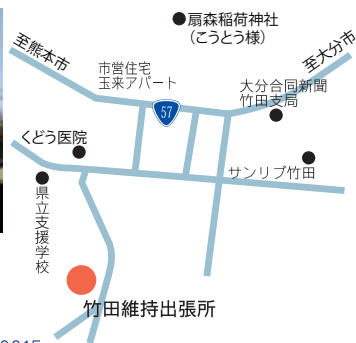 扇森稲荷神社
(こうとう様)
至熊本市
至大分市
市営住宅
玉来アパート
大分合同新聞
竹田支局
57
くどう医院
サンリブ竹田
県立支援学校
竹田維持出張所